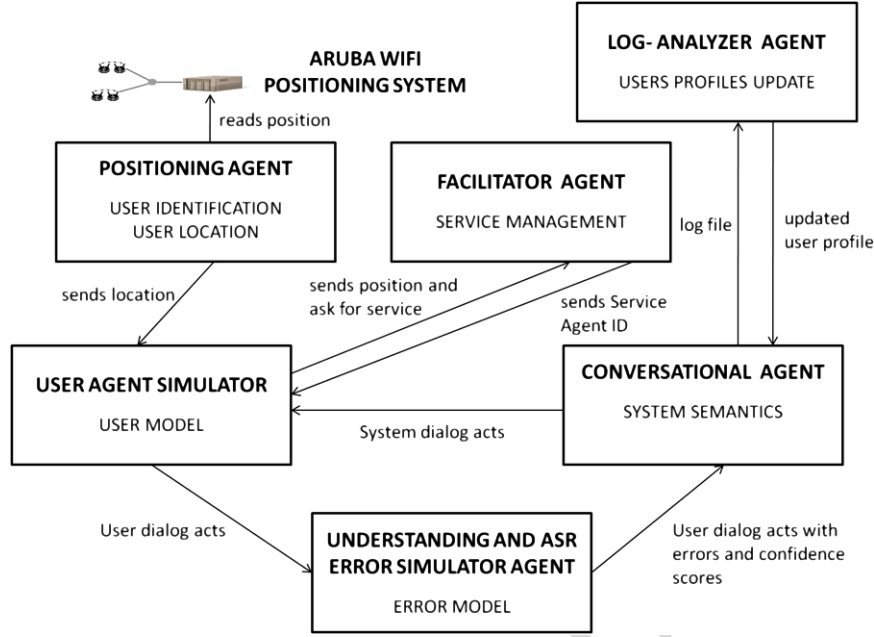 ARUBA WIFI
POSITIONING SYSTEM
LOG- ANALYZER AGENT
USERS PROFILES UPDATE
reads position
POSITIONING AGENT
USER IDENTIFICATION
USER LOCATION
FACILITATOR AGENT
SERVICE MANAGEMENT
log file
updated
user profile
sends location
sends position and
ask for service
sends Service
Agent ID
USER AGENT SIMULATOR
USER MODEL
CONVERSATIONAL AGENT
SYSTEM SEMANTICS
System dialog acts
User dialog acts
UNDERSTANDING AND ASR
ERROR SIMULATOR AGENT
ERROR MODEL
User dialog acts with
errors and confidence
scores